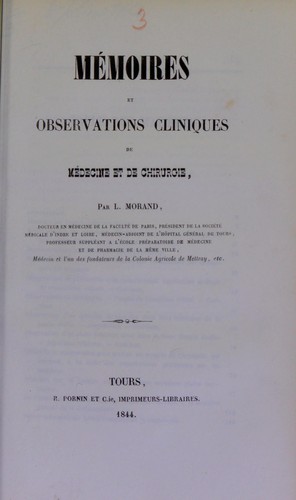 3
MÉMOIRES
ET
OBSERVATIONS CLINIQUES
DE
MÉDECINE ET DE CHIRURGIE,
PAR L. MORAND,
DOCTEUR EN MÉDECINE DE LA FACULTÉ DE PARIS, PRÉSIDENT DE LA SOCIÉTÉ
MÉDICALE D'INDRE ET LOIRE, MÉDECIN-ADJOINT DE L'HÔPITAL GÉNÉRAL DE TOURS,
PROFESSEUR SUPPLÉANT A L'ÉCOLE PRÉPARATOIRE DE MÉDECINE
ET DE PHARMACIE DE LA MÊME VILLE,
Médecin et l'un des fondateurs de la Colonie Agricole de Mettray, etc.
TOURS,
R. PORNIN ET C.ie, IMPRIMEURS-LIBRAIRES.
1844.